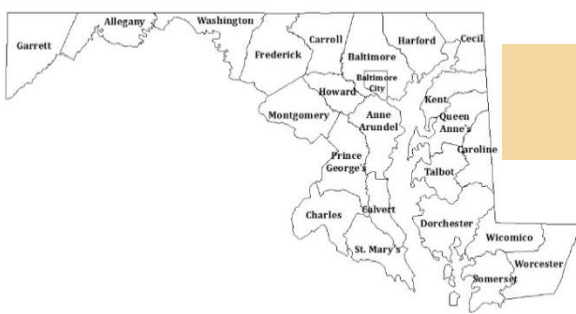 Garrett
Allegany
Washington
Frederick
Carroll
Baltimore
Harford
Cecil
Baltimore
City
Howard
Montgomery
Anne
Arundel
Kent
Queen
Anne's
Caroline
Prince
George's
Talbot
Charles
Calvert
St. Mary's
Dorchester
Wicomico
Worcester
Somerset